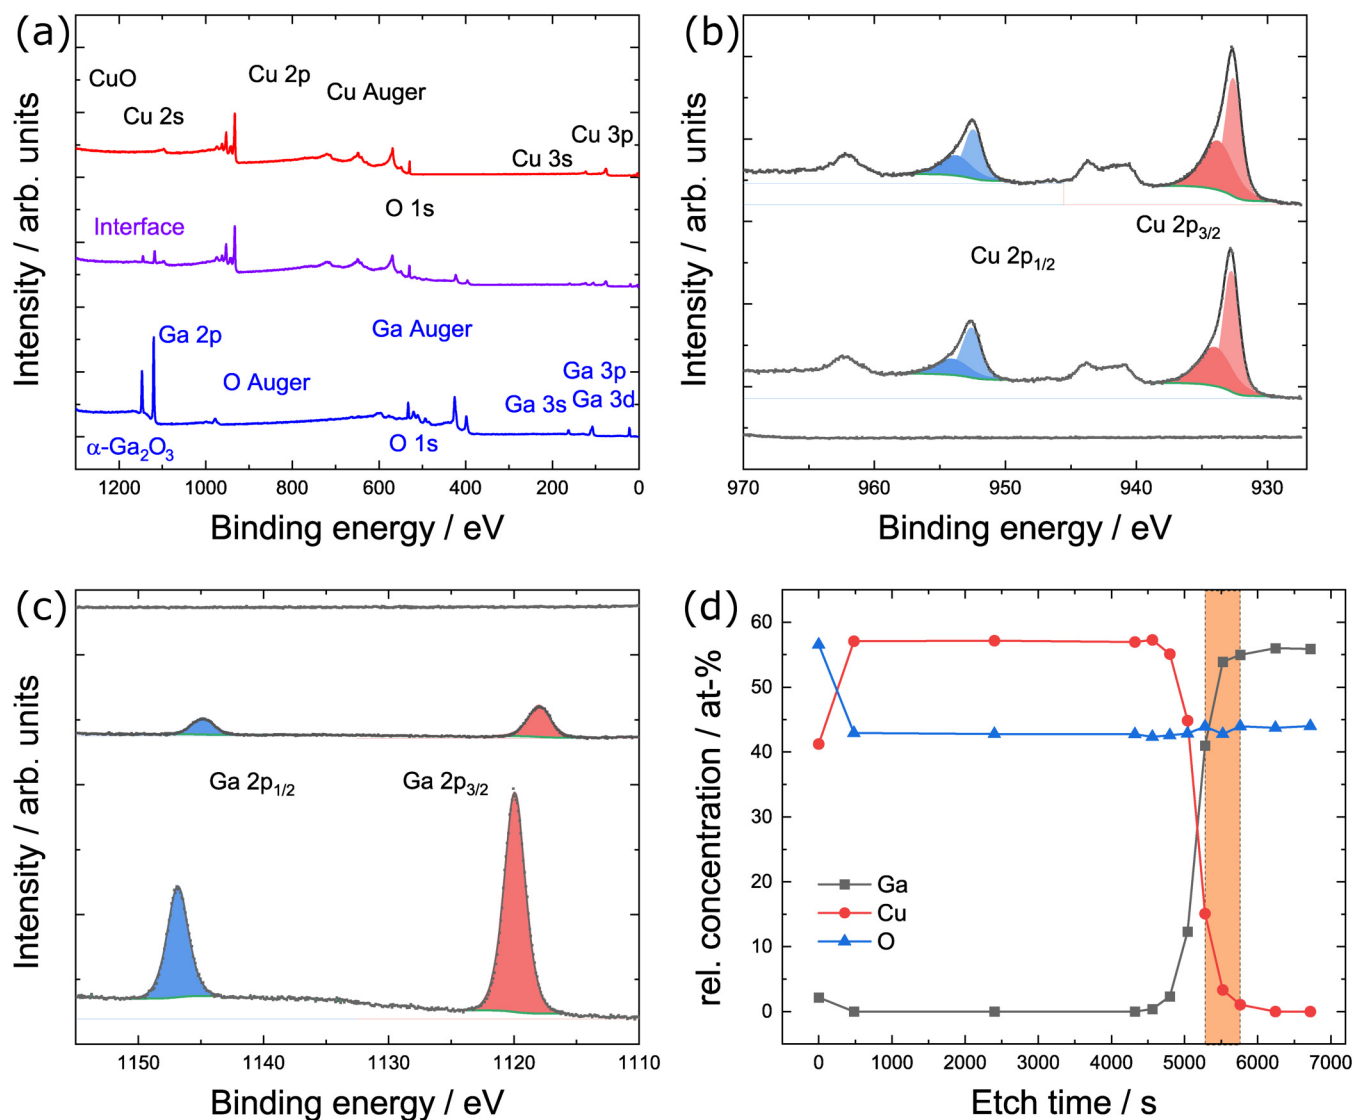 (a)
CuO
Cu 2s
Cu 2p
Cu Auger
Cu 3p
Cu 3s
O 1s
Interface
Ga 2p
Ga Auger
O Auger
Ga 3p
Ga 3s
Ga 3d
O 1s
α-Ga₂O₃
Intensity / arb. units
1200 1000 800 600 400 200 0
Binding energy / eV
(b)
Cu 2p₃/₂
Cu 2p₁/₂
Intensity / arb. units
970 960 950 940 930
Binding energy / eV
(c)
Ga 2p₁/₂
Ga 2p₃/₂
Intensity / arb. units
1150 1140 1130 1120 1110
Binding energy / eV
(d)
60
50
40
30
20
10
0
Ga
Cu
O
rel. concentration / at-%
0 1000 2000 3000 4000 5000 6000 7000
Etch time / s